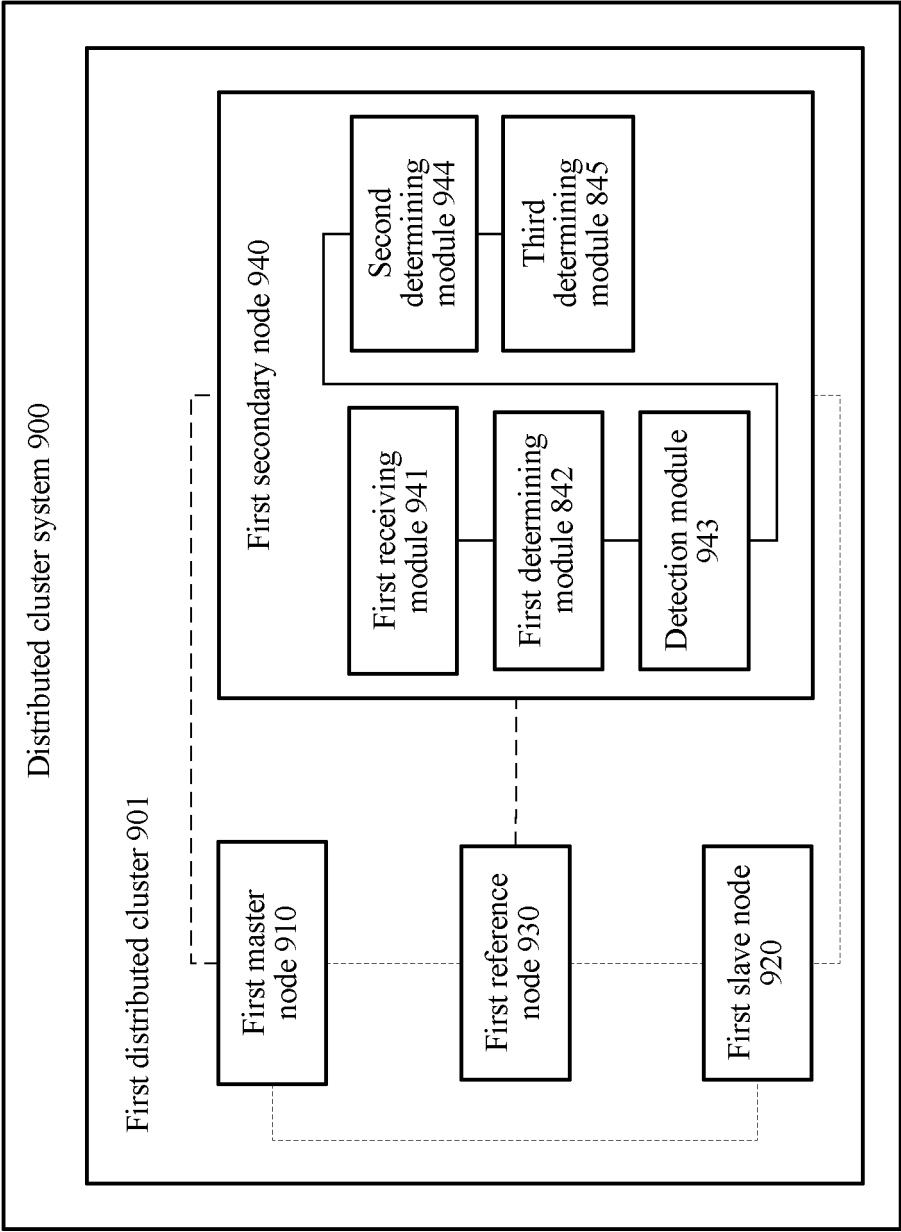 Distributed cluster system 900
First distributed cluster 901
First master
node 910
First reference
node 930
First slave node
920
First secondary node 940
First receiving
module 941
First determining
module 842
Detection module
943
Second
determining
module 944
Third
determining
module 845